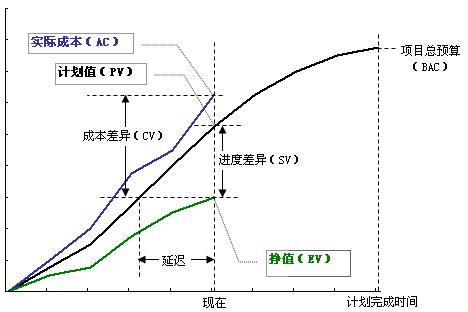 实际成本（AC）
计划值（PV）
项目总预算
（BAC）
成本差异（CV）
进度差异（SV）
挣值（EV）
延迟
现在
计划完成时间